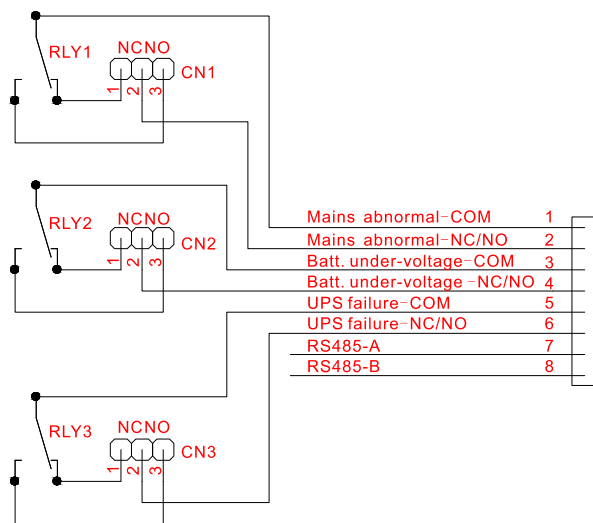 RLY1
NCNO
CN1
1 2 3
RLY2
NCNO
CN2
1 2 3
Mains abnormal-COM 1
Mains abnormal-NC/NO 2
Batt. under-voltage-COM 3
Batt. under-voltage -NC/NO 4
UPS failure-COM 5
UPS failure-NC/NO 6
RS485-A 7
RS485-B 8
RLY3
NCNO
CN3
1 2 3